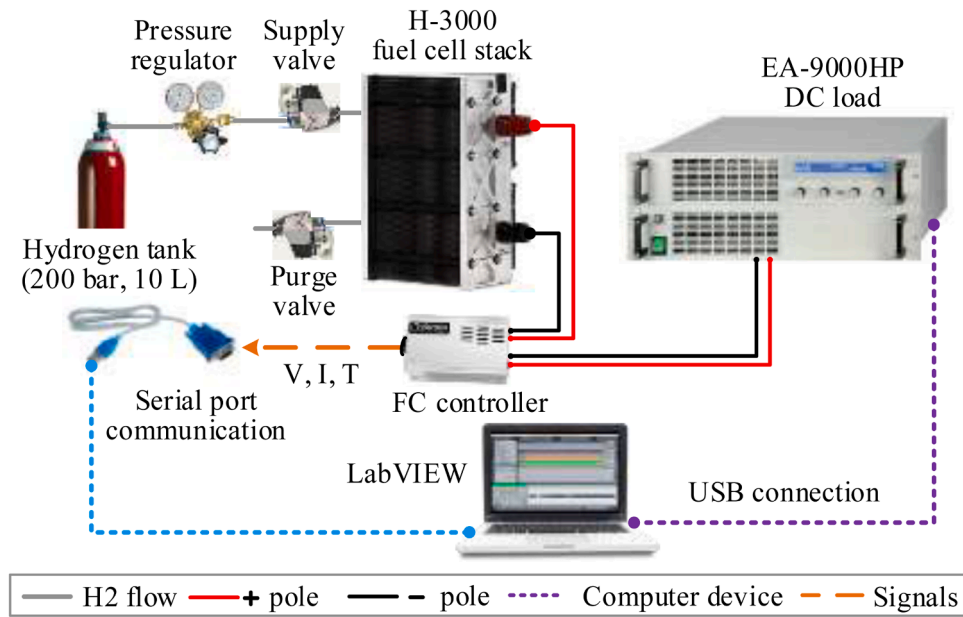 H-3000
fuel cell stack
Pressure
regulator
Supply
valve
EA-9000HP
DC load
Hydrogen tank
(200 bar, 10 L)
Purge
valve
V, I, T
FC controller
Serial port
communication
LabVIEW
USB connection
H2 flow
+ pole
- pole
Computer device
Signals